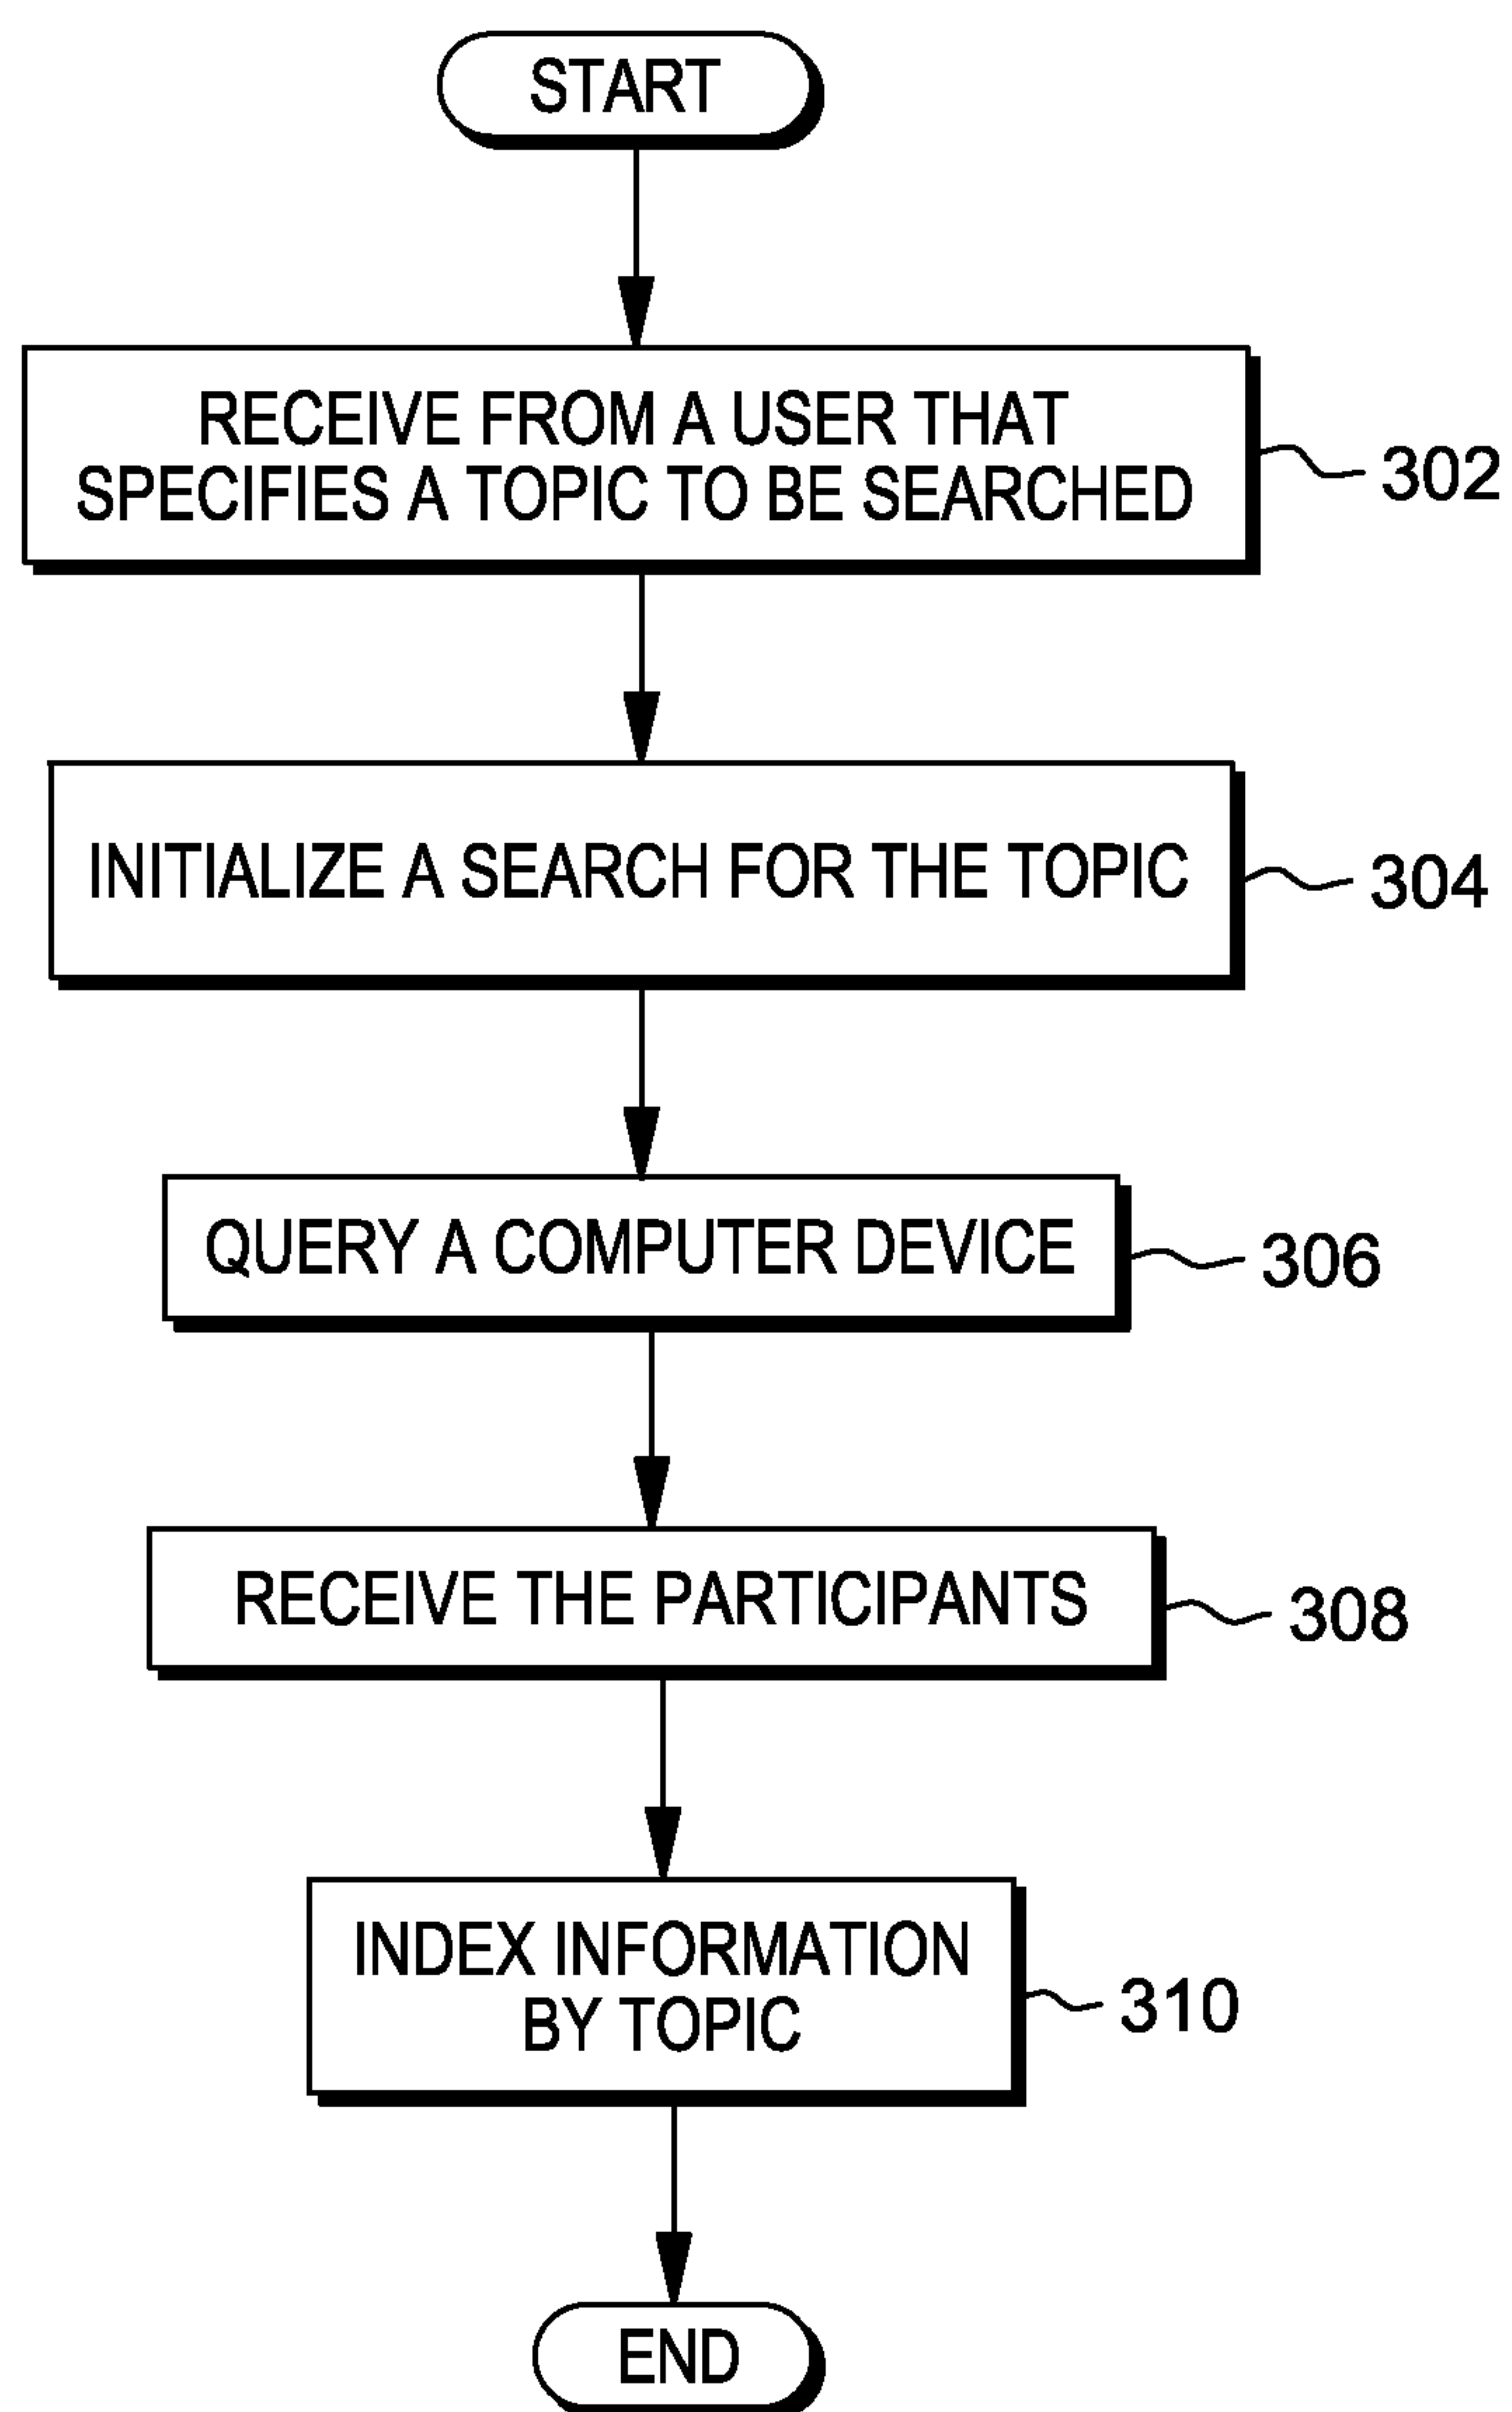 START
RECEIVE FROM A USER THAT
SPECIFIES A TOPIC TO BE SEARCHED
302
INITIALIZE A SEARCH FOR THE TOPIC
304
QUERY A COMPUTER DEVICE
306
RECEIVE THE PARTICIPANTS
308
INDEX INFORMATION
BY TOPIC
310
END